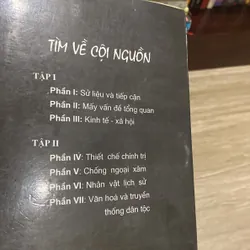 TÌM VỀ CỘI NGUỒN
TẬP I
Phần I: Sử liệu và tiếp cận
Phần II: Mấy vấn đề tổng quan
Phần III: Kinh tế - xã hội
TẬP II
Phần IV: Thiết chế chính trị
Phần V: Chống ngoại xâm
Phần VI: Nhân vật lịch sử
Phần VII: Văn hoá và truyền
thống dân tộc